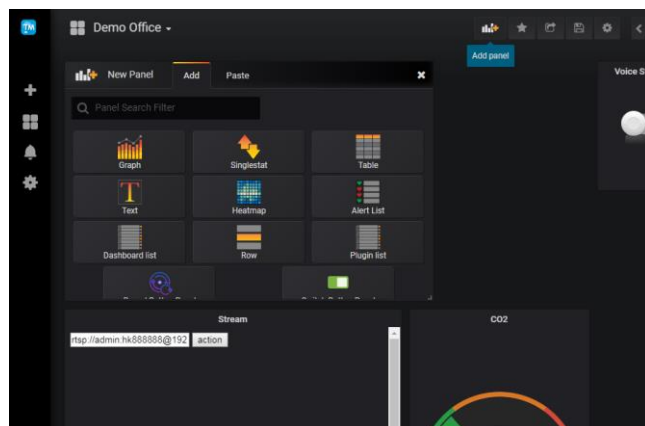 TM
Demo Office
Add panel
New Panel
Add
Paste
Voice S
Panel Search Filter
Graph
Singlestat
Table
T
Text
Heatmap
Alert List
Dashboard list
Row
Plugin list
Stream
CO2
rtsp://admin:hk888888@192
action